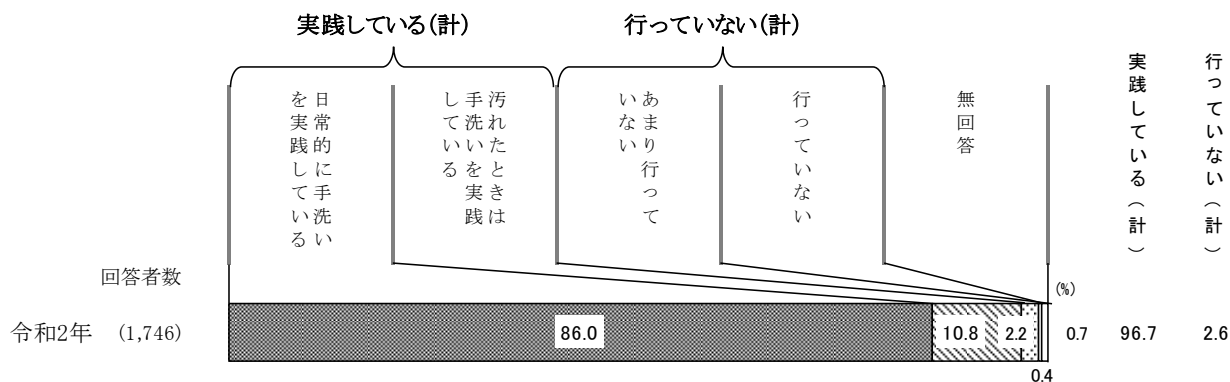 実践している(計)
行っていない(計)
日常的に手洗い
を実践している
汚れたときは
手洗いを実践
している
あまり行って
いない
行っていない
無回答
実践している(計)
行っていない(計)
回答者数
(%)
令和2年 (1,746)
86.0
10.8
2.2
0.7
96.7
2.6
0.4